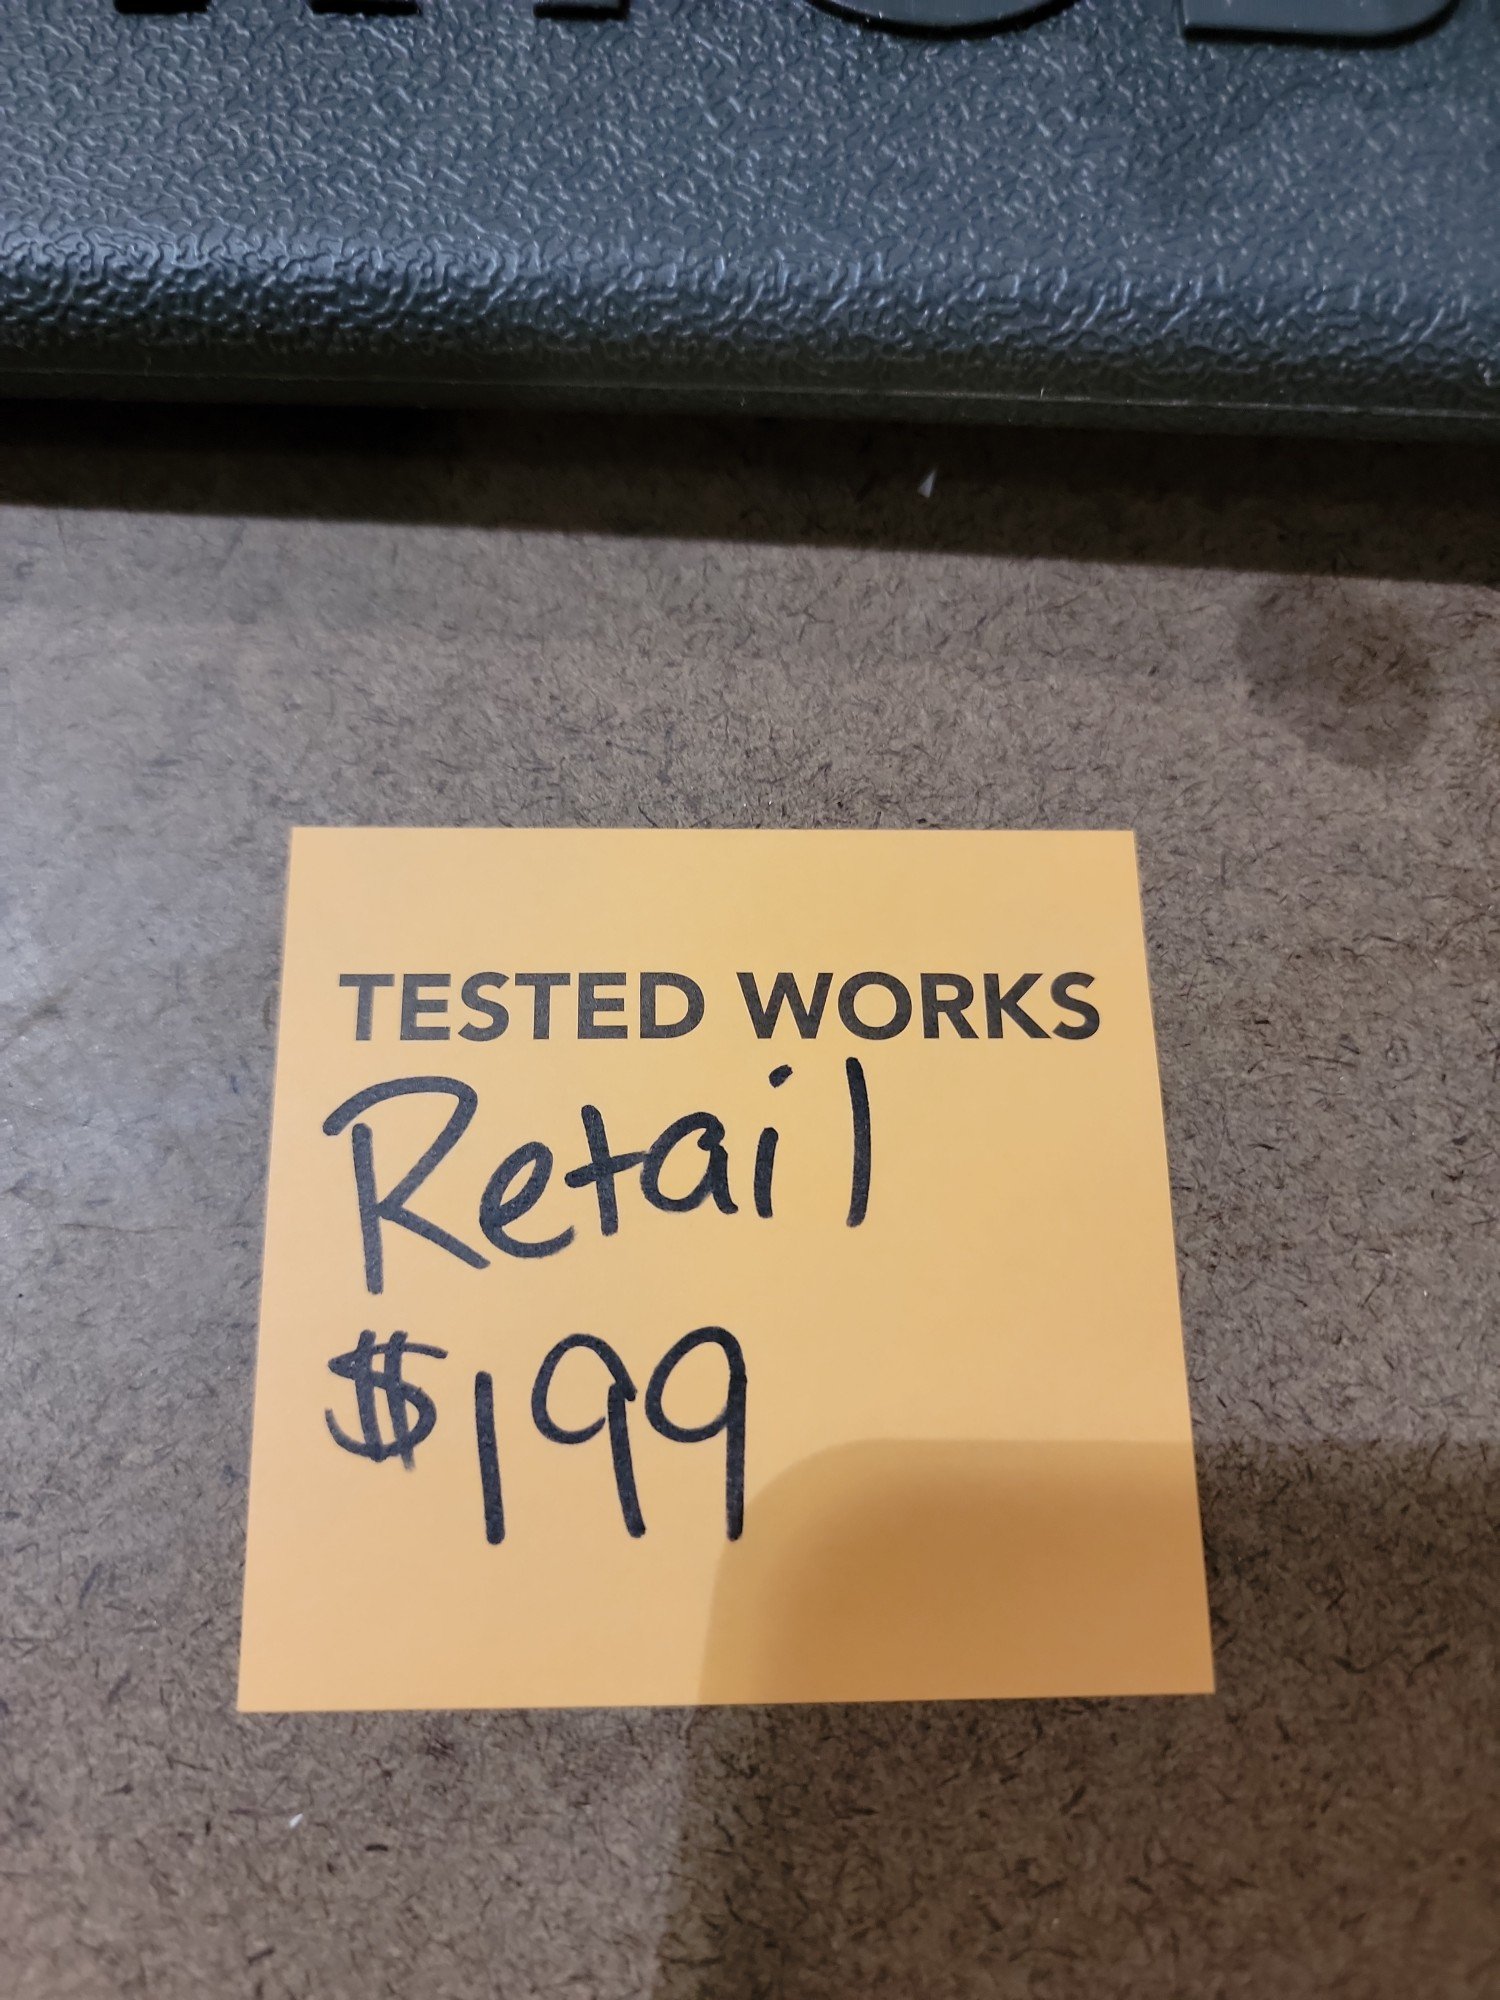 TESTED WORKS
Retail
$199